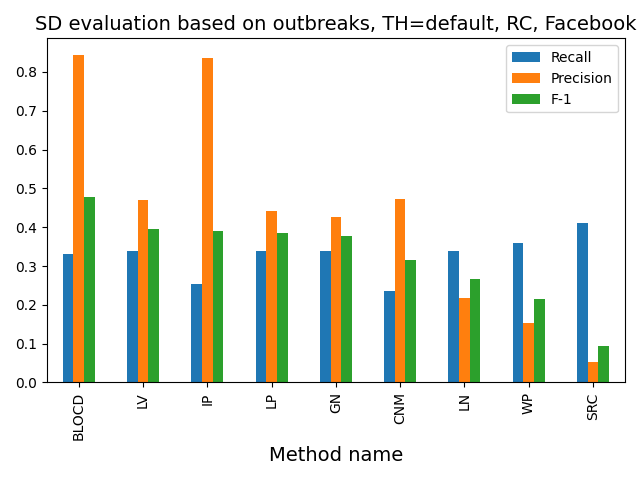 SD evaluation based on outbreaks, TH=default, RC, Facebook
Recall
Precision
F-1
0.8
0.7
0.6
0.5
0.4
0.3
0.2
0.1
0.0
BLOCD
LV
IP
LP
GN
CNM
LN
WP
SRC
Method name